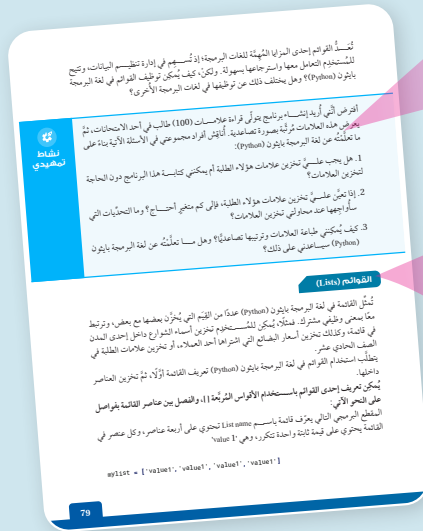 تُعَدُّ القوائم إحدى المزايا المُهِمَّة للغات البرمجة؛ إذ تُسهِم في إدارة تنظيم البيانات، وتتيح
للمُستخدِم التعامل معها واسترجاعها بسهولة. ولكنْ، كيف يُمكِن توظيف القوائم في لغة البرمجة
بايثون (Python)؟ وهل يختلف ذلك عن توظيفها في لغات البرمجة الأُخرى؟
نشاط
تمهيدي
أفترض أنَّني أُريد إنشاء برنامج يتولّى قراءة علامات (100) طالب في أحد الامتحانات، ثمَّ
يعرض هذه العلامات مُرتَّبة بصورة تصاعدية. أُناقِش أفراد مجموعتي في الأسئلة الآتية بناءً على
ما تعلَّمْتُه عن لغة البرمجة بايثون (Python):
1. هل يجب عليَّ تخزين علامات هؤلاء الطلبة أم يمكنني كتابة هذا البرنامج دون الحاجة
لتخزين العلامات؟
2. إذا تعيَّن عليَّ تخزين علامات هؤلاء الطلبة، فإلى كم متغيِّر أحتاج؟ وما التحدِّيات التي
سأُواجِهها عند محاولتي تخزين العلامات؟
3. كيف يُمكِنني طباعة العلامات وترتيبها تصاعديًّا؟ وهل ما تعلَّمْتُه عن لغة البرمجة بايثون
(Python) سيساعدني على ذلك؟
القوائم (Lists)
تُمثِّل القائمة في لغة البرمجة بايثون (Python) عددًا من القِيَم التي يُخزَّن بعضها مع بعض، وترتبط
معًا بمعنى وظيفي مشترك. فمثلًا، يُمكِن للمُستخدِم تخزين أسماء الشوارع داخل إحدى المدن
في قائمة، وكذلك تخزين أسعار البضائع التي اشتراها أحد العملاء، أو تخزين علامات الطلبة في
الصف الحادي عشر.
يتطلَّب استخدام القوائم في لغة البرمجة بايثون (Python) تعريف القائمة أوَّلًا، ثمَّ تخزين العناصر
داخلها.
يُمكِن تعريف إحدى القوائم باستخدام الأقواس المُربَّعة [ ]، والفصل بين عناصر القائمة بفواصل
على النحو الآتي:
المقطع البرمجي التالي يعرِّف قائمة باسم List name تحتوي على أربعة عناصر، وكل عنصر في
القائمة يحتوي على قيمة ثابتة واحدة تتكرر، وهي 'value 1'
mylist = ['value1','value1','value1','value1']
79